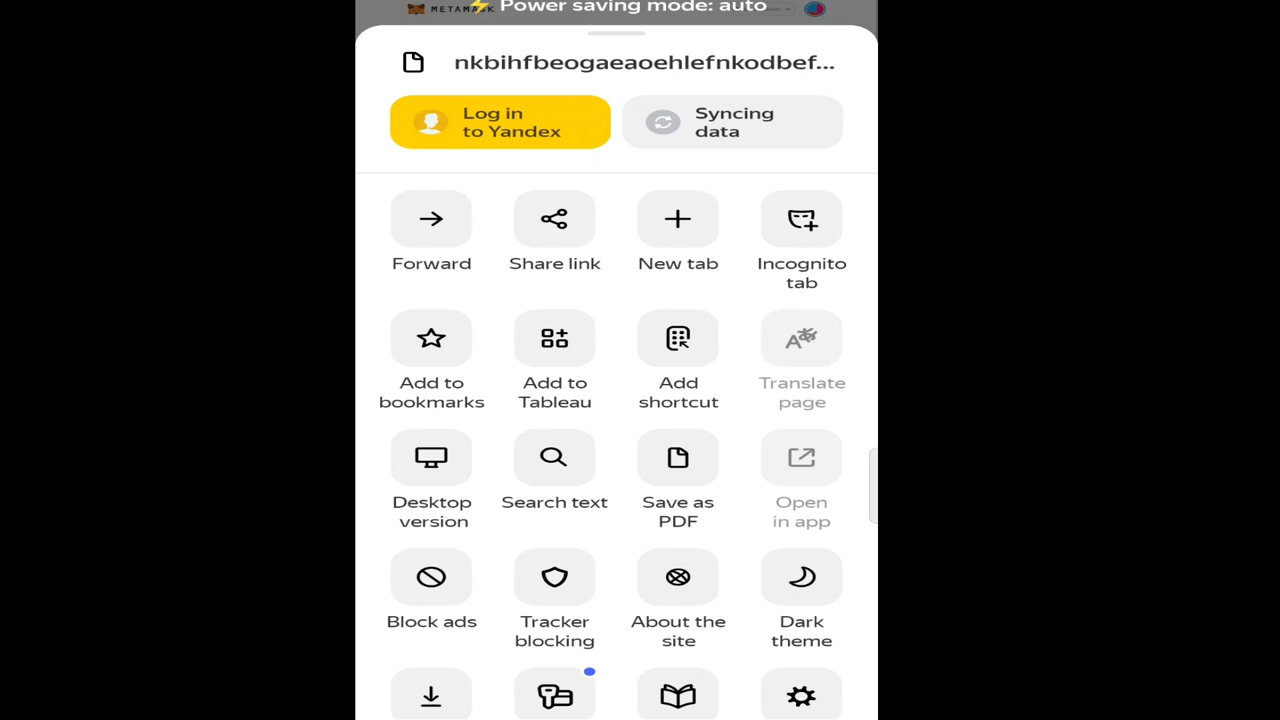 METAMASK
Power saving mode: auto
nkbihfbeogaeaoehlefnkodbef...
Log in
to Yandex
Syncing
data
Forward
Share link
New tab
Incognito
tab
Add to
bookmarks
Add to
Tableau
Add
shortcut
Translate
page
Desktop
version
Search text
Save as
PDF
Open
in app
Block ads
Tracker
blocking
About the
site
Dark
theme